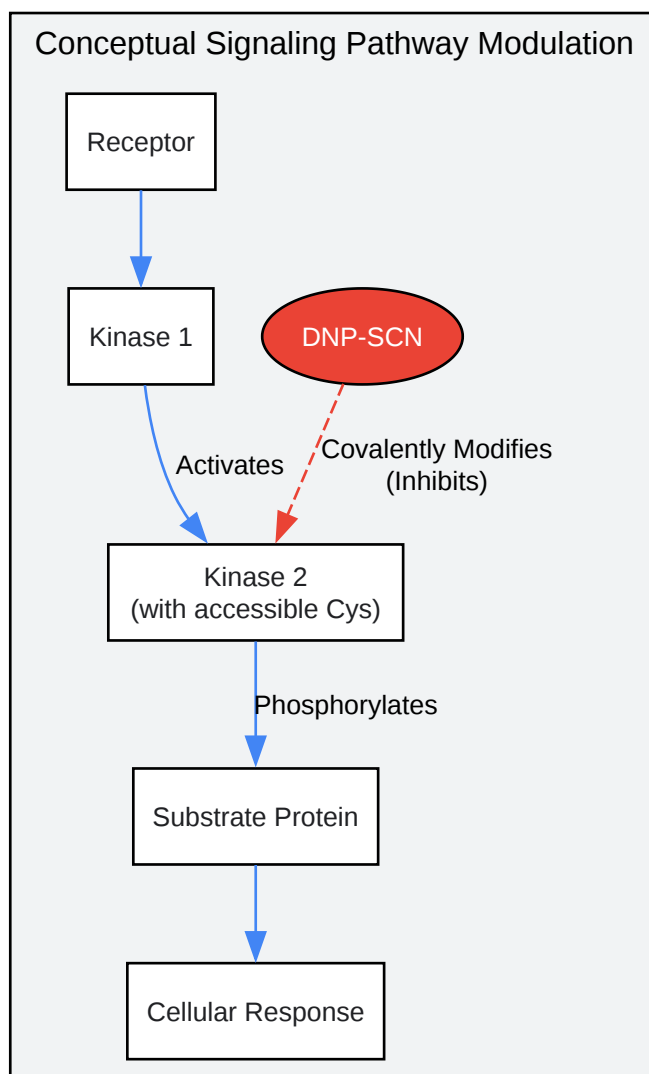 Conceptual Signaling Pathway Modulation
Receptor
Kinase 1
DNP-SCN
Activates
Covalently Modifies
(Inhibits)
Kinase 2
(with accessible Cys)
Phosphorylates
Substrate Protein
Cellular Response